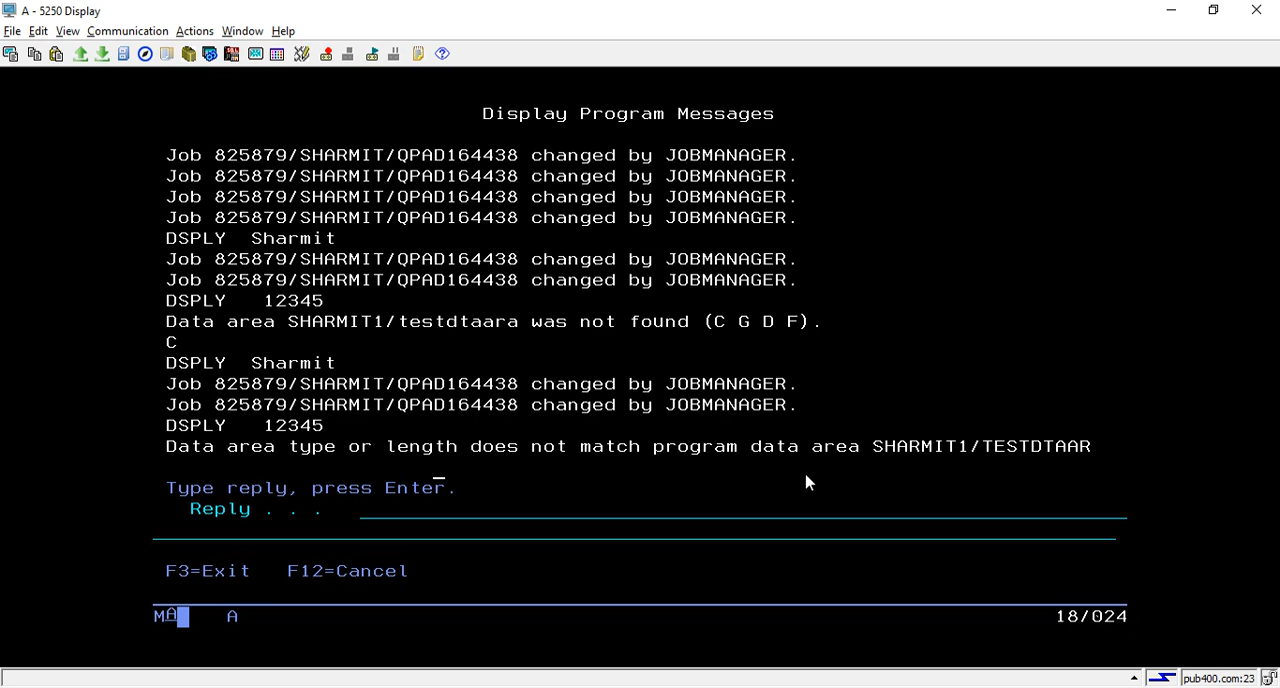 A - 5250 Display
File Edit View Communication Actions Window Help
Display Program Messages
Job 825879/SHARMIT/QPAD164438 changed by JOBMANAGER.
Job 825879/SHARMIT/QPAD164438 changed by JOBMANAGER.
Job 825879/SHARMIT/QPAD164438 changed by JOBMANAGER.
Job 825879/SHARMIT/QPAD164438 changed by JOBMANAGER.
DSPLY  Sharmit
Job 825879/SHARMIT/QPAD164438 changed by JOBMANAGER.
Job 825879/SHARMIT/QPAD164438 changed by JOBMANAGER.
DSPLY   12345
Data area SHARMIT1/testdtaara was not found (C G D F).
C
DSPLY  Sharmit
Job 825879/SHARMIT/QPAD164438 changed by JOBMANAGER.
Job 825879/SHARMIT/QPAD164438 changed by JOBMANAGER.
DSPLY   12345
Data area type or length does not match program data area SHARMIT1/TESTDTAAR
Type reply, press Enter.
Reply . . .
F3=Exit   F12=Cancel
MA    A    18/024
pub400.com:23